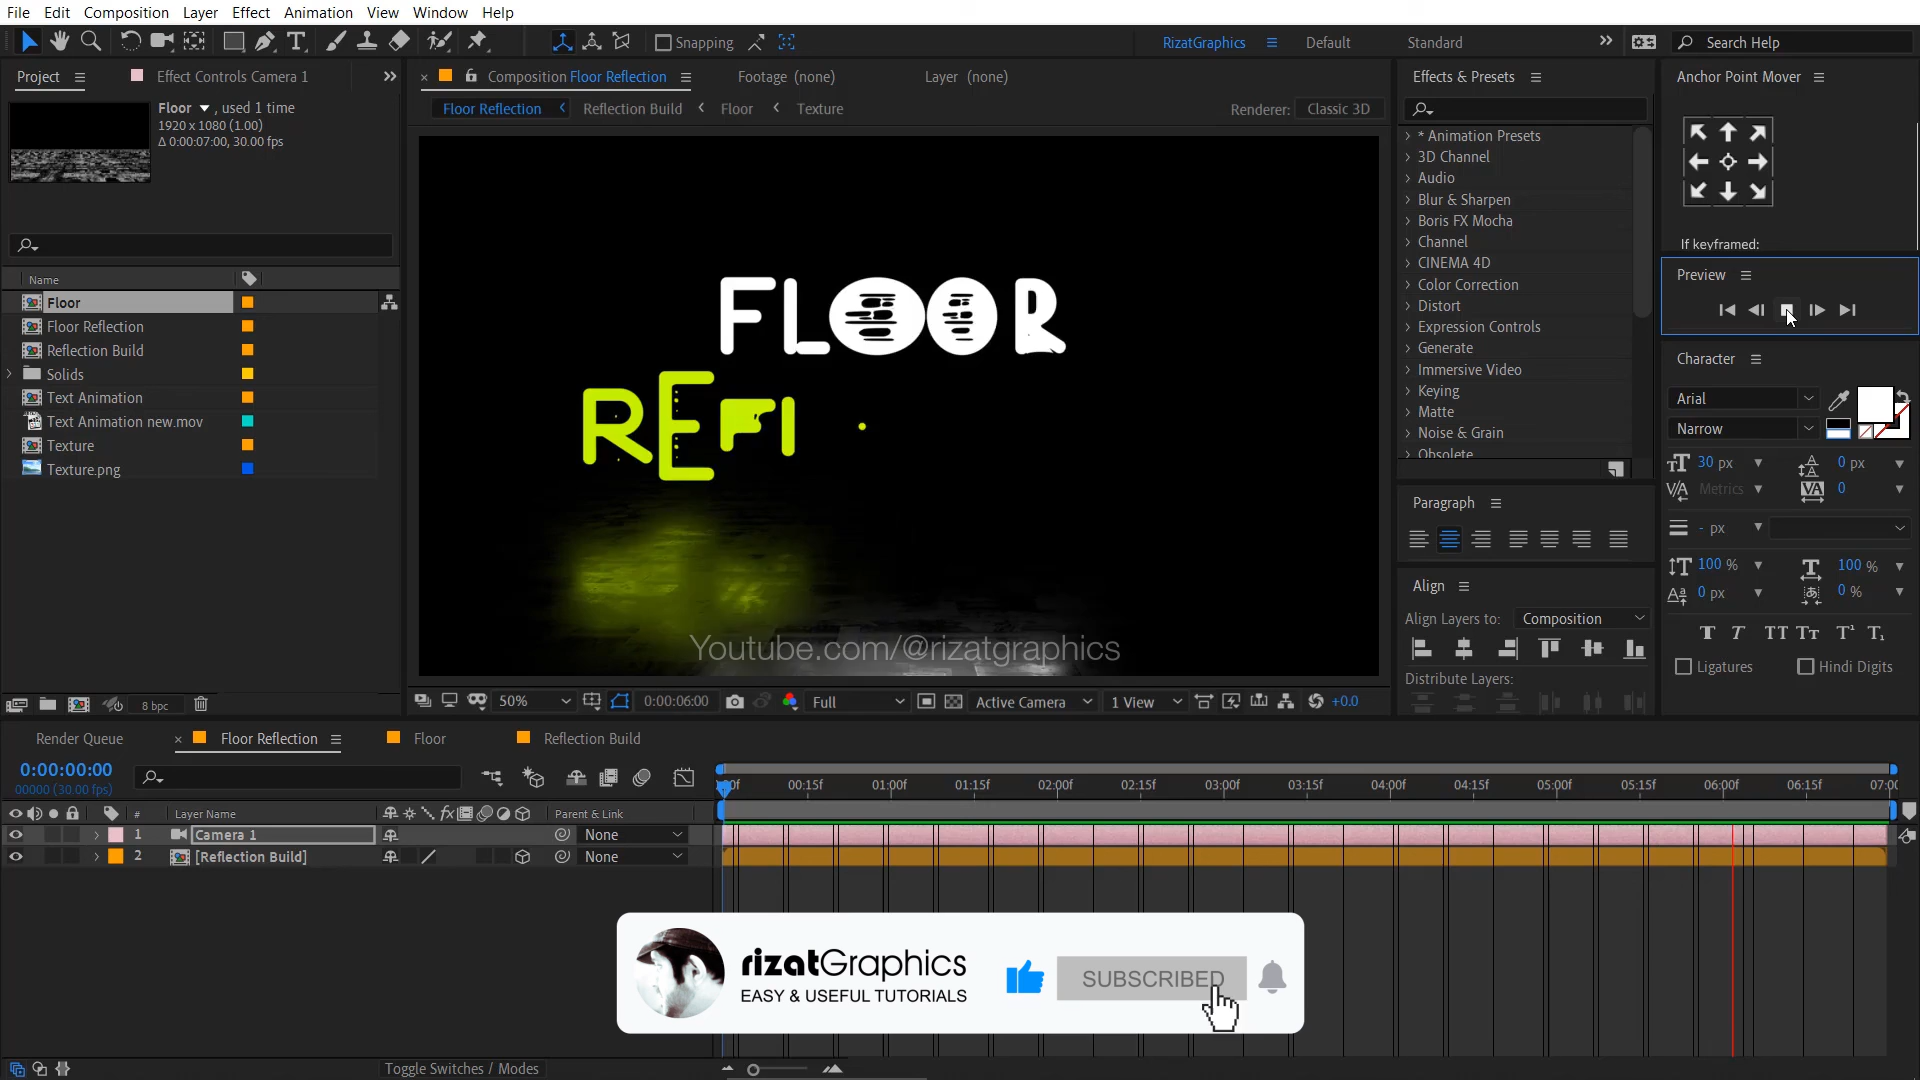 File Edit Composition Layer Effect Animation View Window Help
Snapping
RizatGraphics Default Standard Search Help
Project Effect Controls Camera 1
Floor , used 1 time
1920 x 1080 (1.00)
Δ 0:00:07:00, 30.00 fps
Name
Floor
Floor Reflection
Reflection Build
Solids
Text Animation
Text Animation new.mov
Texture
Texture.png
8 bpc
Composition Floor Reflection Footage (none) Layer (none)
Floor Reflection Reflection Build Floor Texture
Renderer: Classic 3D
FLOOR
REFl
Youtube.com/@rizatgraphics
50% 0:00:06:00 Full Active Camera 1 View +0.0
Effects & Presets
* Animation Presets
3D Channel
Audio
Blur & Sharpen
Boris FX Mocha
Channel
CINEMA 4D
Color Correction
Distort
Expression Controls
Generate
Immersive Video
Keying
Matte
Noise & Grain
Obsolete
Paragraph
Align
Align Layers to: Composition
Distribute Layers:
Anchor Point Mover
If keyframed:
Preview
Character
Arial
Narrow
30 px 0 px
Metrics 0
- px
100 % 100 %
0 px 0 %
Ligatures Hindi Digits
Render Queue Floor Reflection Floor Reflection Build
0:00:00:00
00000 (30.00 fps)
# Layer Name Parent & Link
1 Camera 1 None
2 [Reflection Build] None
00:15f 01:00f 01:15f 02:00f 02:15f 03:00f 03:15f 04:00f 04:15f 05:00f 05:15f 06:00f 06:15f
rizatGraphics
EASY & USEFUL TUTORIALS
SUBSCRIBED
Toggle Switches / Modes